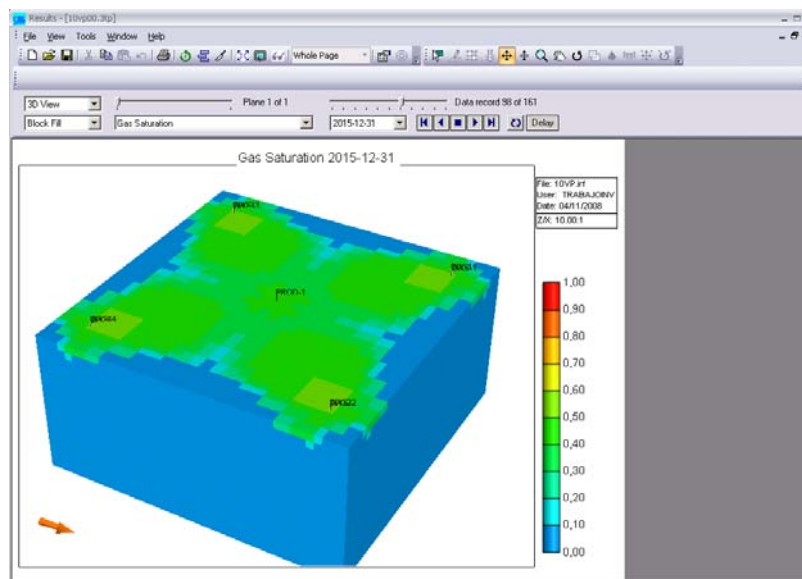 Results - [10vp00.3tp]
File View Tools Window Help
Whole Page
3D View
Plane 1 of 1
Data record 98 of 161
Block Fill
Gas Saturation
2015-12-31
Delay
Gas Saturation 2015-12-31
File: 10VP.irf
User: TRABAJOINV
Date: 04/11/2008
Z/X: 10.00:1
PROD-1
1,00
0,90
0,80
0,70
0,60
0,50
0,40
0,30
0,20
0,10
0,00